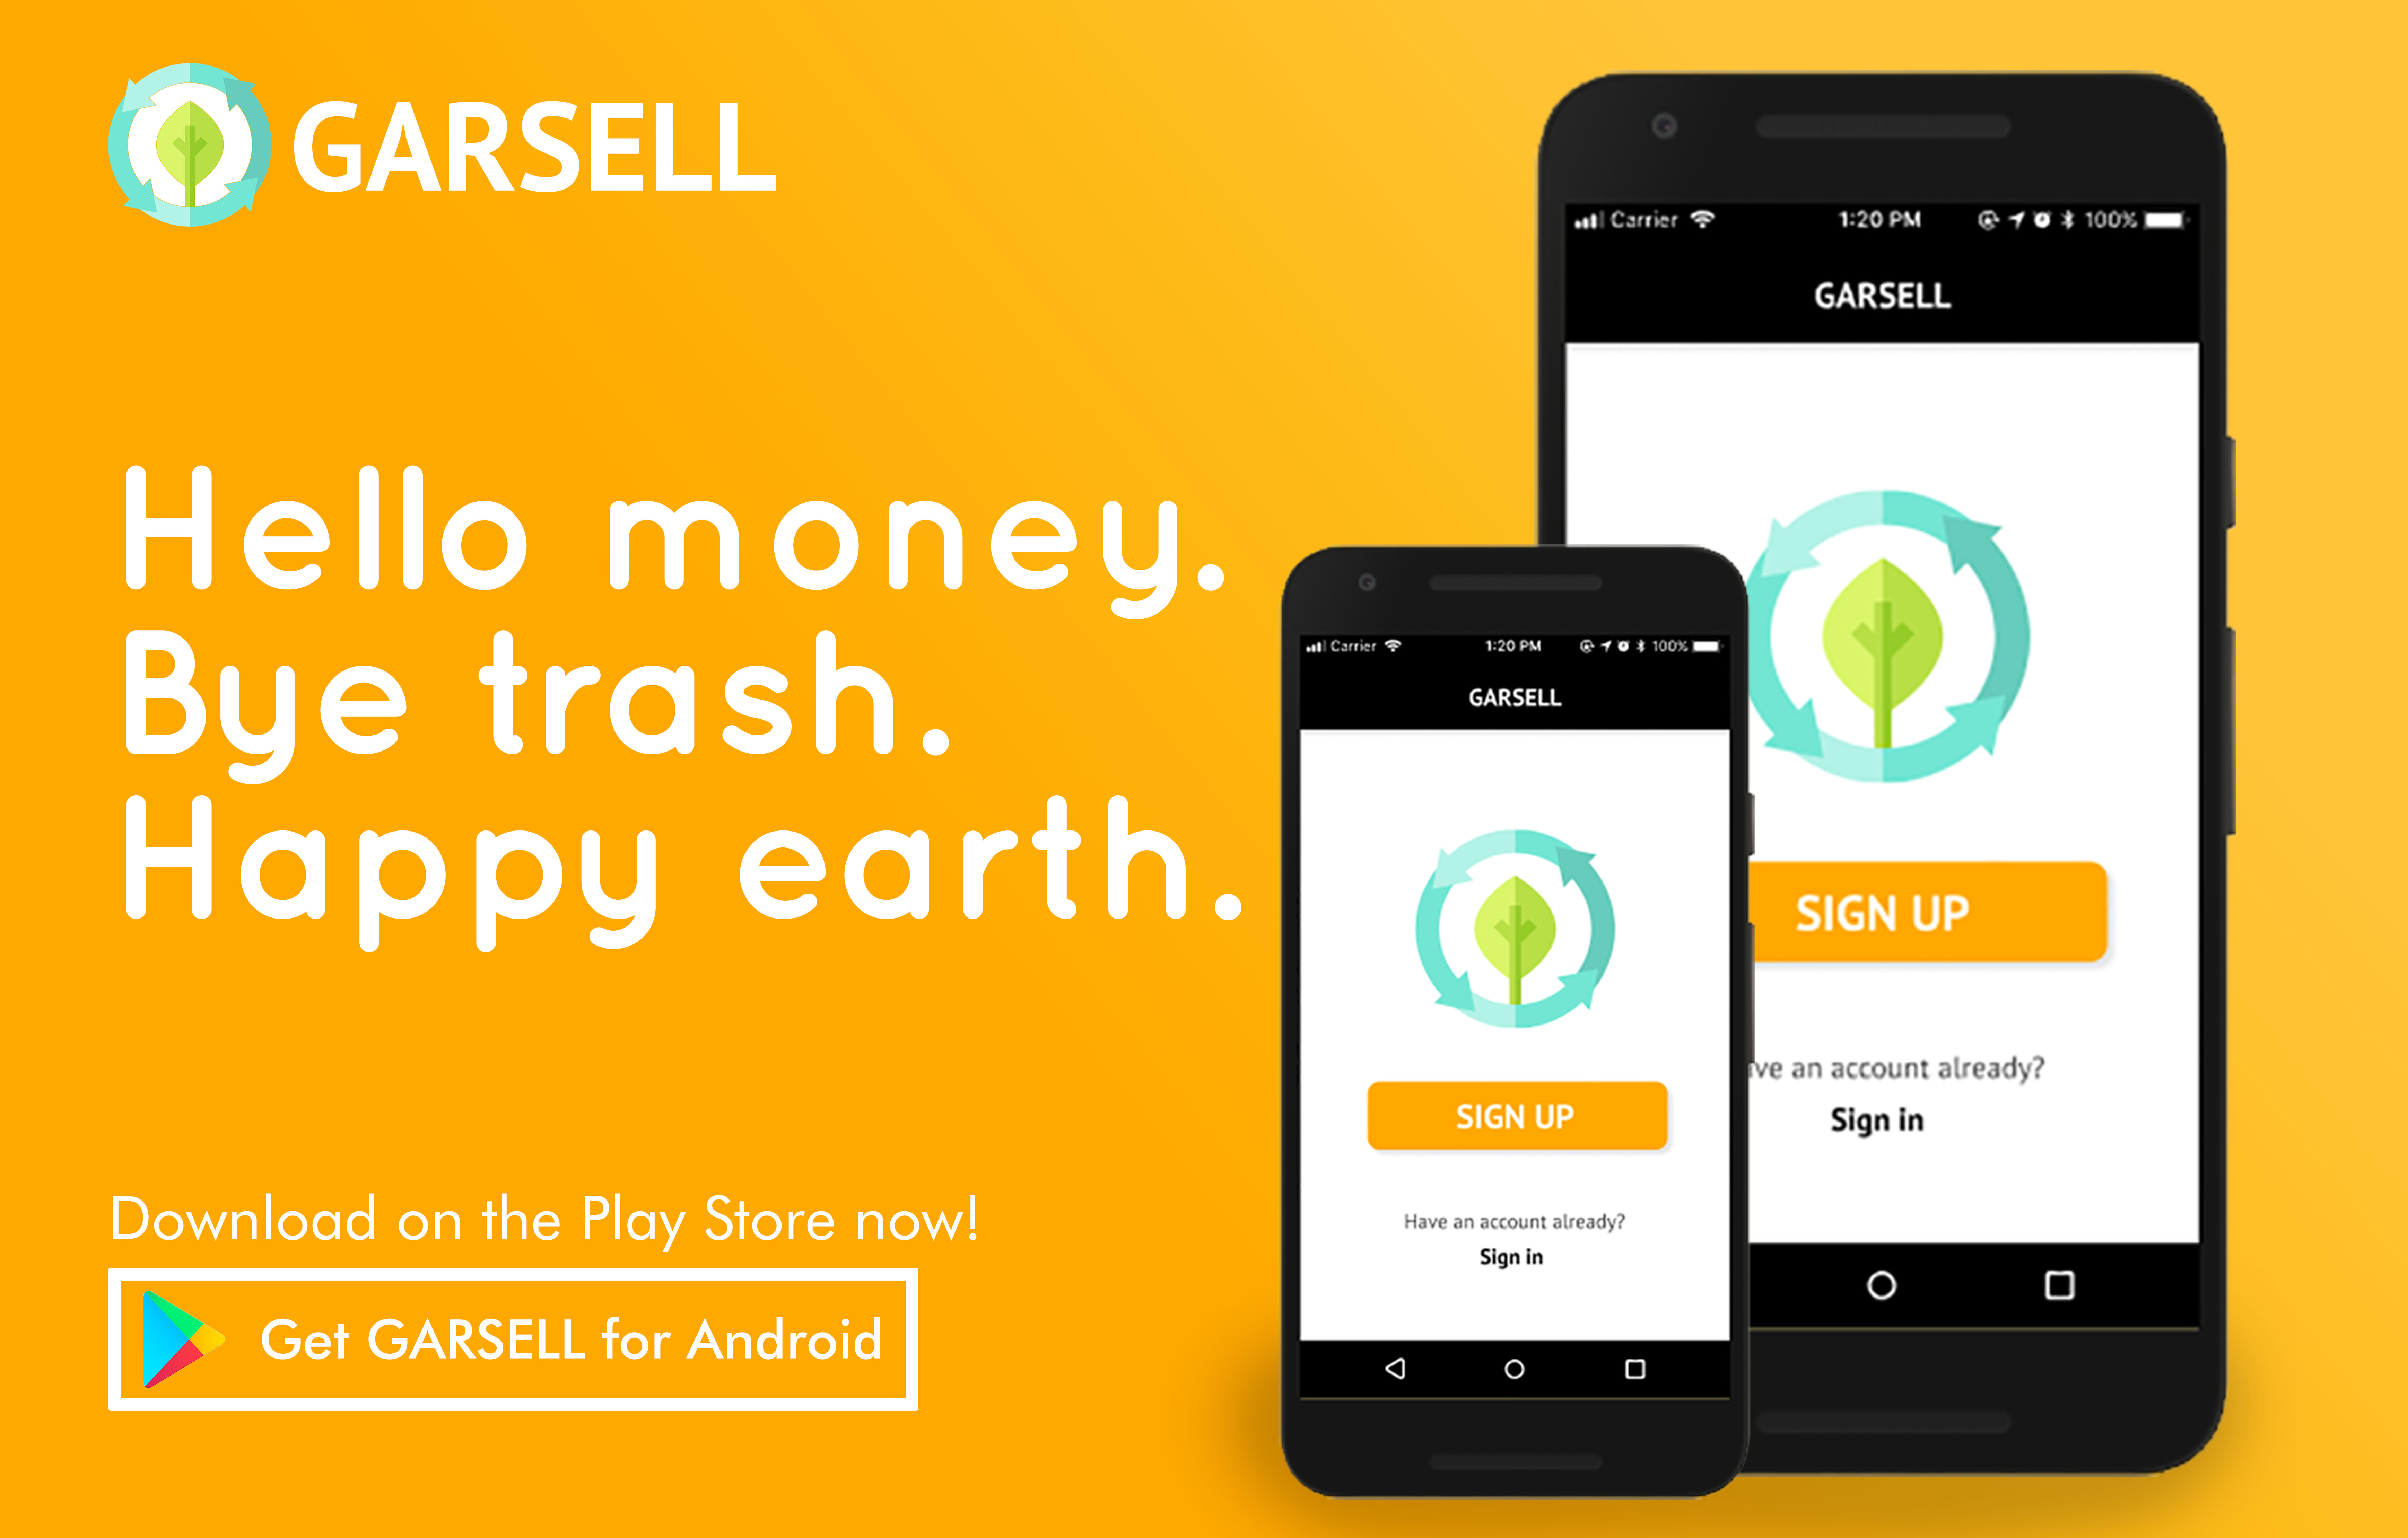 GARSELL
Hello money.
Bye trash.
Happy earth.
Download on the Play Store now!
Get GARSELL for Android
Carrier 1:20 PM 100%
GARSELL
SIGN UP
Have an account already?
Sign in
Carrier 1:20 PM 100%
GARSELL
SIGN UP
ve an account already?
Sign in